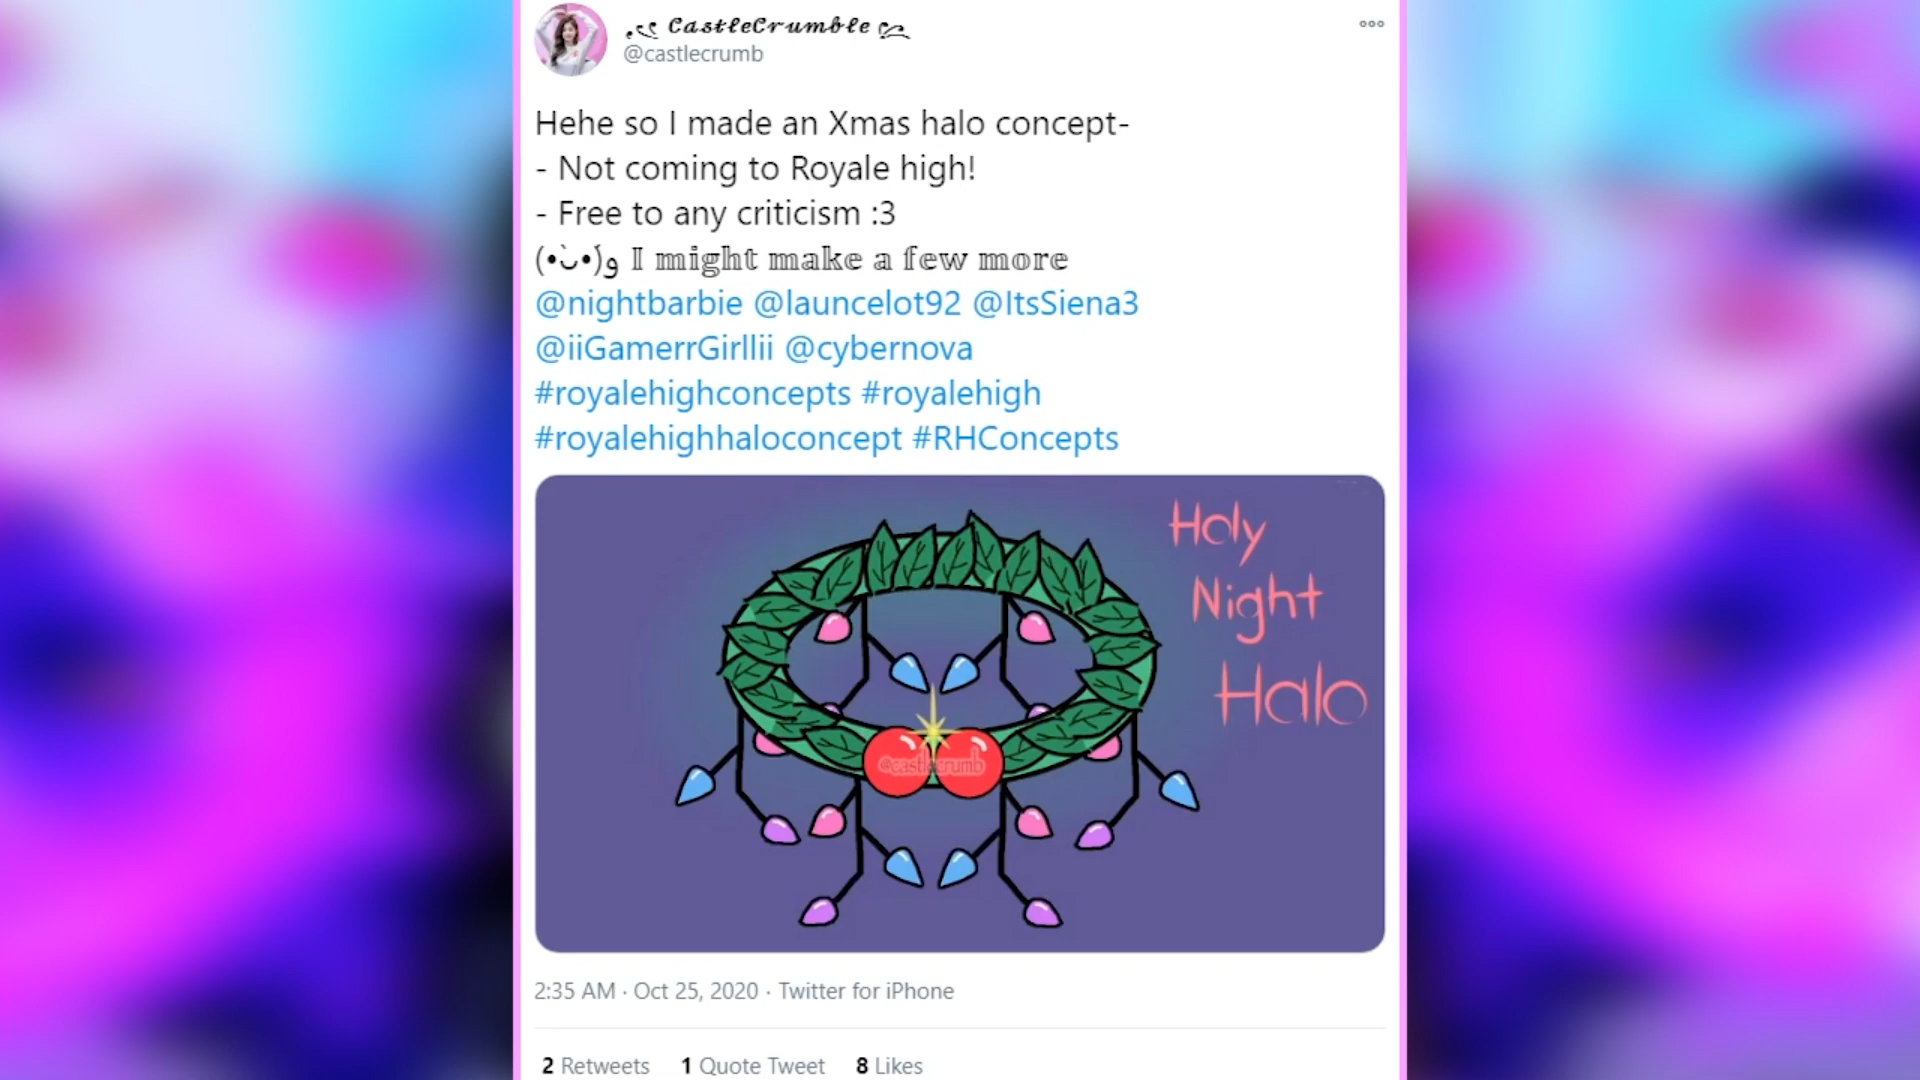 CastleCrumble
@castlecrumb
Hehe so I made an Xmas halo concept-
- Not coming to Royale high!
- Free to any criticism :3
(•̀ᴗ•́)و I might make a few more
@nightbarbie @launcelot92 @ItsSiena3
@iiGamerrGirllii @cybernova
#royalehighconcepts #royalehigh
#royalehighhaloconcept #RHConcepts
Holy
Night
Halo
@castlecrumb
2:35 AM · Oct 25, 2020 · Twitter for iPhone
2 Retweets 1 Quote Tweet 8 Likes